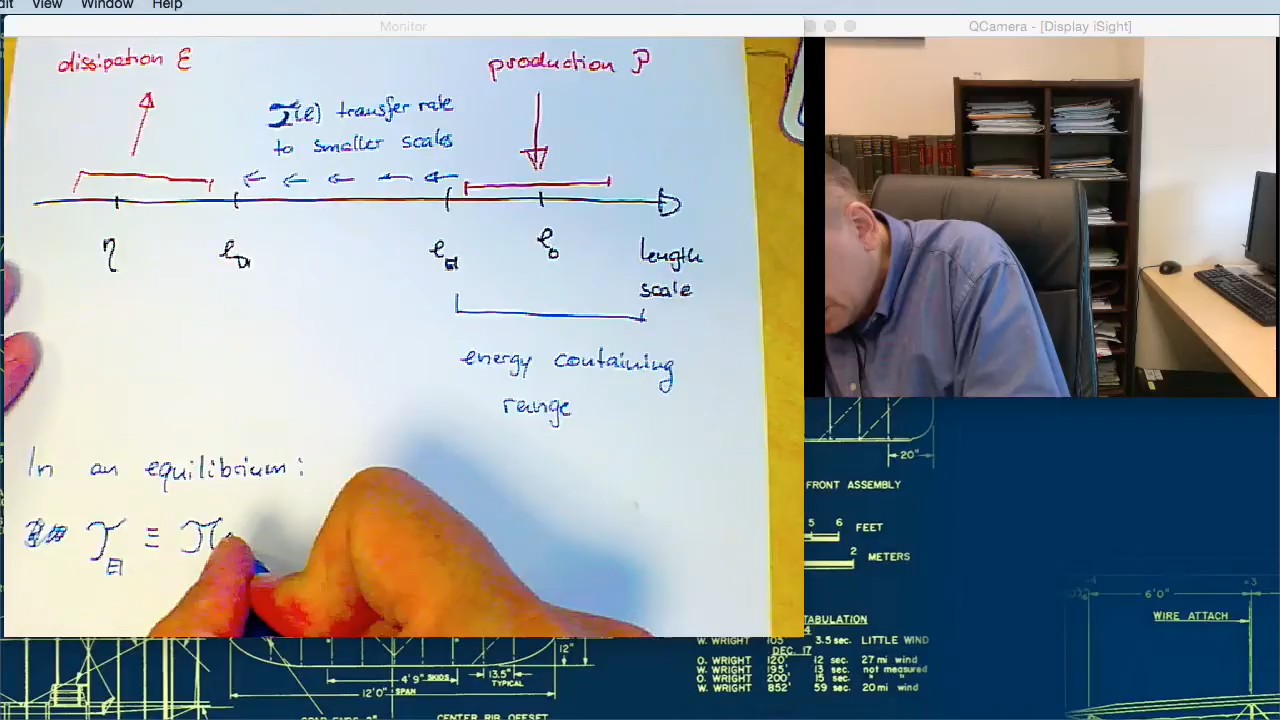 dit View Window Help
Monitor
QCamera - [Display iSight]
dissipation ε
production P
T(ℓ) transfer rate
to smaller scales
η ℓ_DI ℓ_EI ℓ_0 length
scale
energy containing
range
In an equilibrium:
T_EI ≡ T(
20"
FRONT ASSEMBLY
5 6 FEET
2 METERS
TABULATION
W. WRIGHT 105' 3.5 sec. LITTLE WIND
DEC. 17
O. WRIGHT 120' 12 sec. 27 mi wind
W. WRIGHT 195' 13 sec. not measured
O. WRIGHT 200' 15 sec. " "
W. WRIGHT 852' 59 sec. 20 mi wind
6'0"
+3
WIRE ATTACH
12"
4'9" SKIDS
13.5"
TYPICAL
12'0" SPAN
CENTER RIB OFFSET